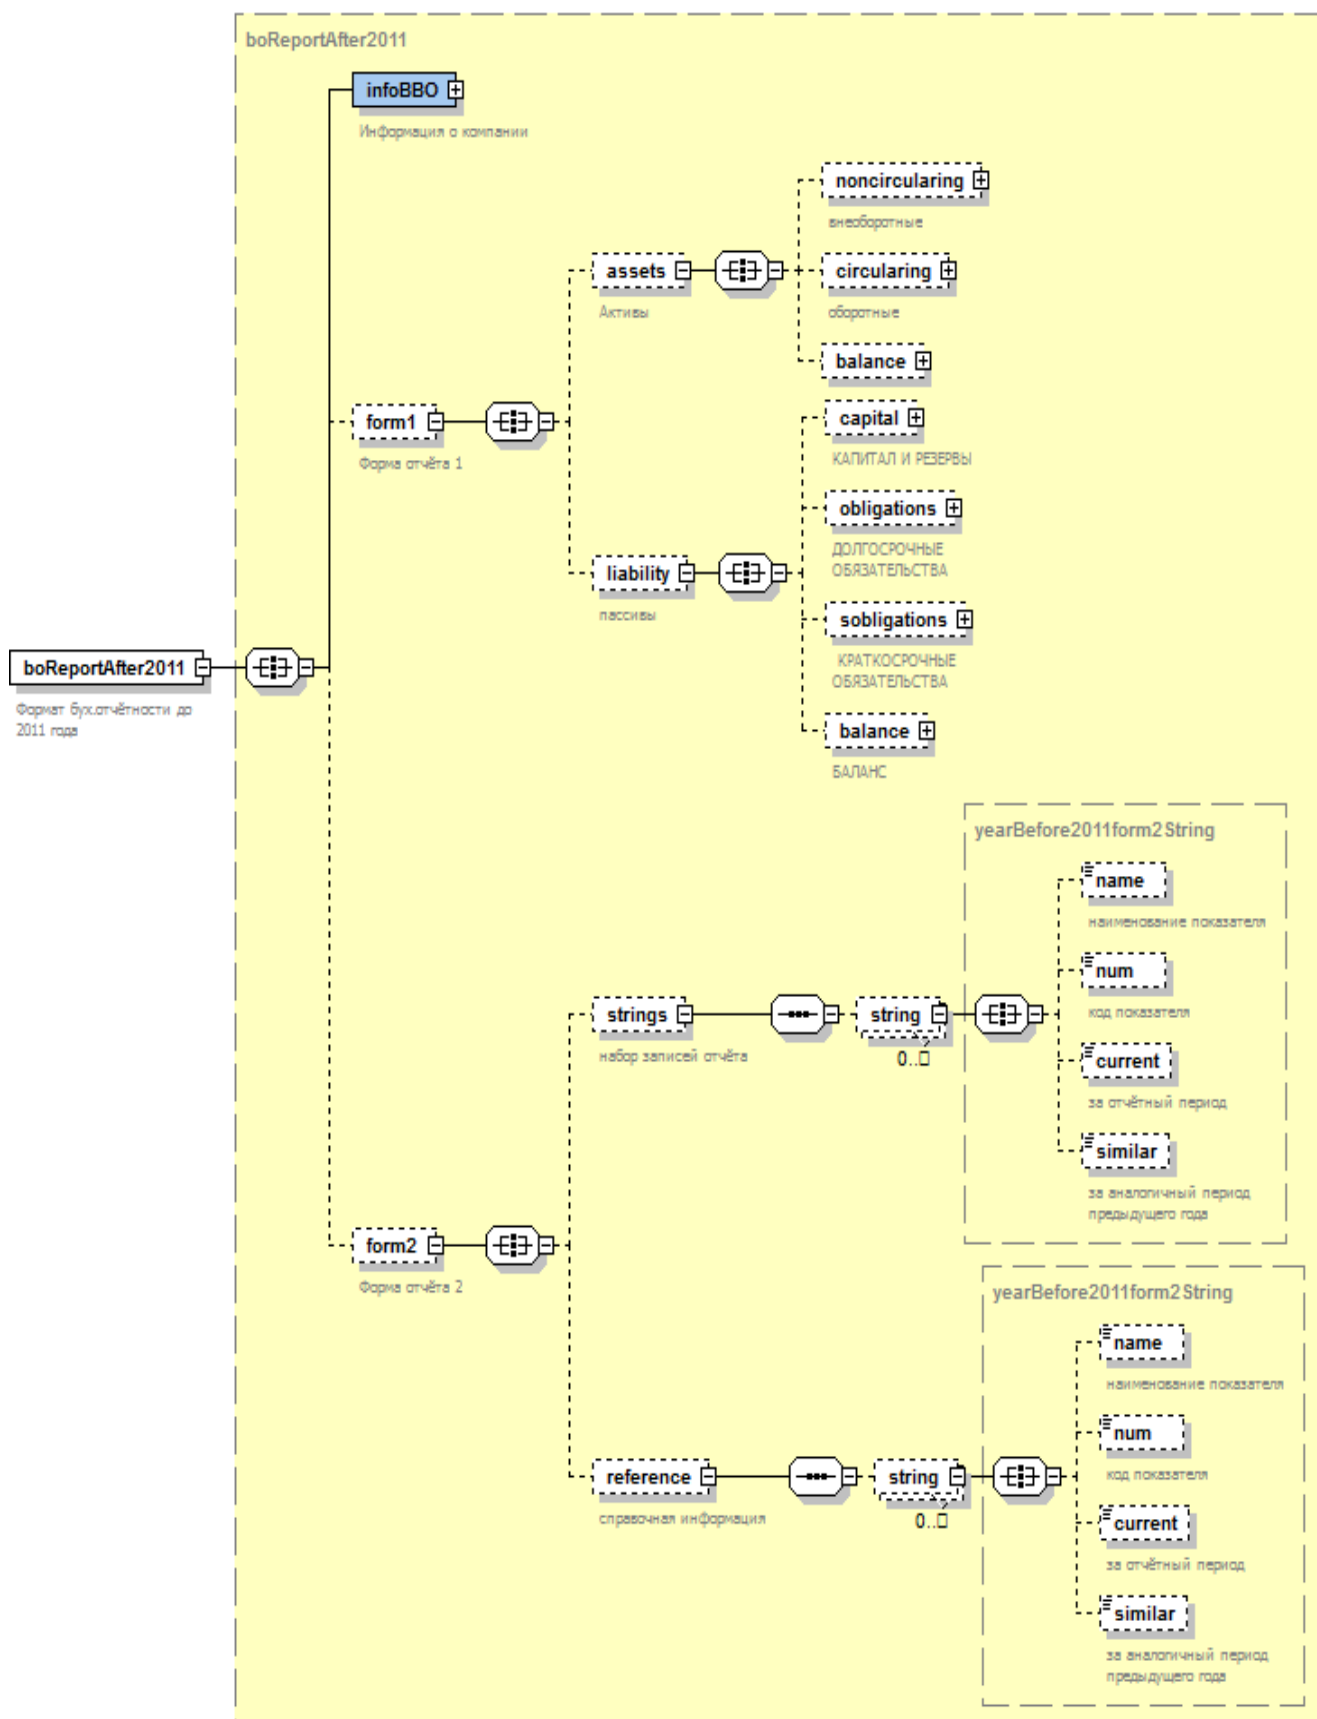 boReportAfter2011
infoBBO
Информация о компании
noncircularing
внеоборотные
assets
Активы
circularing
оборотные
balance
form1
Форма отчёта 1
capital
КАПИТАЛ И РЕЗЕРВЫ
obligations
ДОЛГОСРОЧНЫЕ
ОБЯЗАТЕЛЬСТВА
liability
пассивы
sobligations
КРАТКОСРОЧНЫЕ
ОБЯЗАТЕЛЬСТВА
boReportAfter2011
Формат бух.отчётности до
2011 года
balance
БАЛАНС
yearBefore2011form2String
name
наименование показателя
num
код показателя
strings
набор записей отчёта
string
0..□
current
за отчётный период
similar
за аналогичный период
предыдущего года
form2
Форма отчёта 2
yearBefore2011form2String
name
наименование показателя
num
код показателя
reference
справочная информация
string
0..□
current
за отчётный период
similar
за аналогичный период
предыдущего года